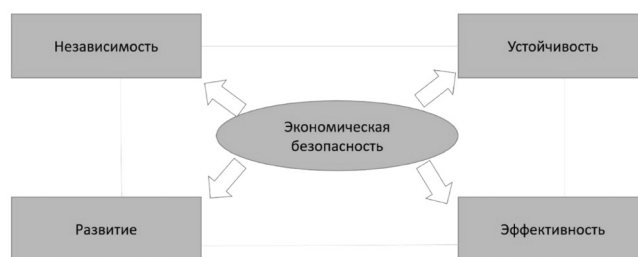 Независимость
Устойчивость
Экономическая
безопасность
Развитие
Эффективность